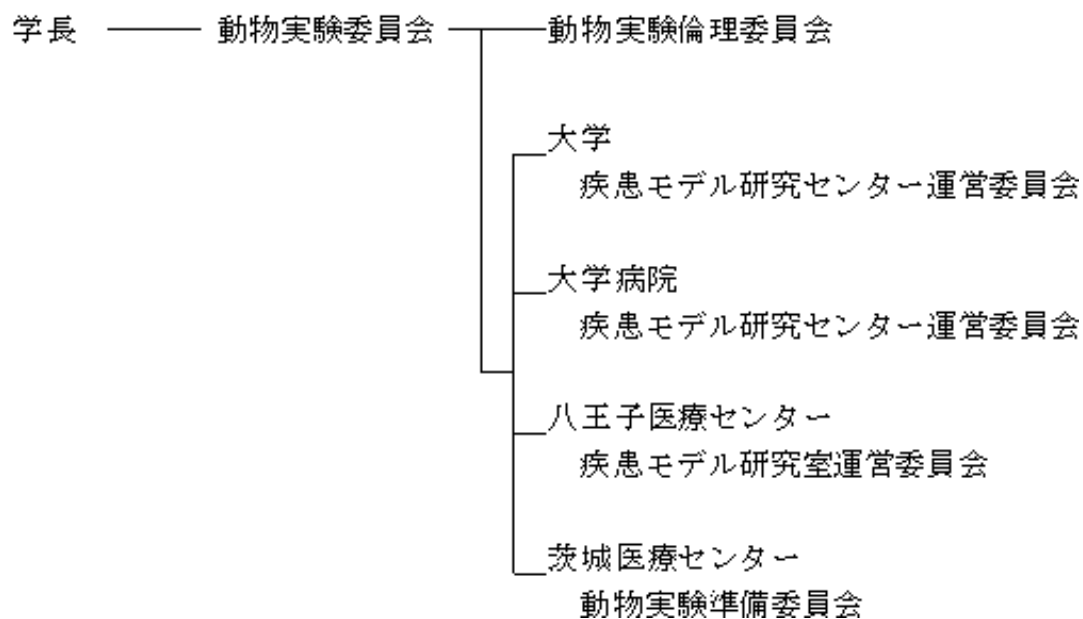 学長 動物実験委員会 動物実験倫理委員会
大学
疾患モデル研究センター運営委員会
大学病院
疾患モデル研究センター運営委員会
八王子医療センター
疾患モデル研究室運営委員会
茨城医療センター
動物実験準備委員会